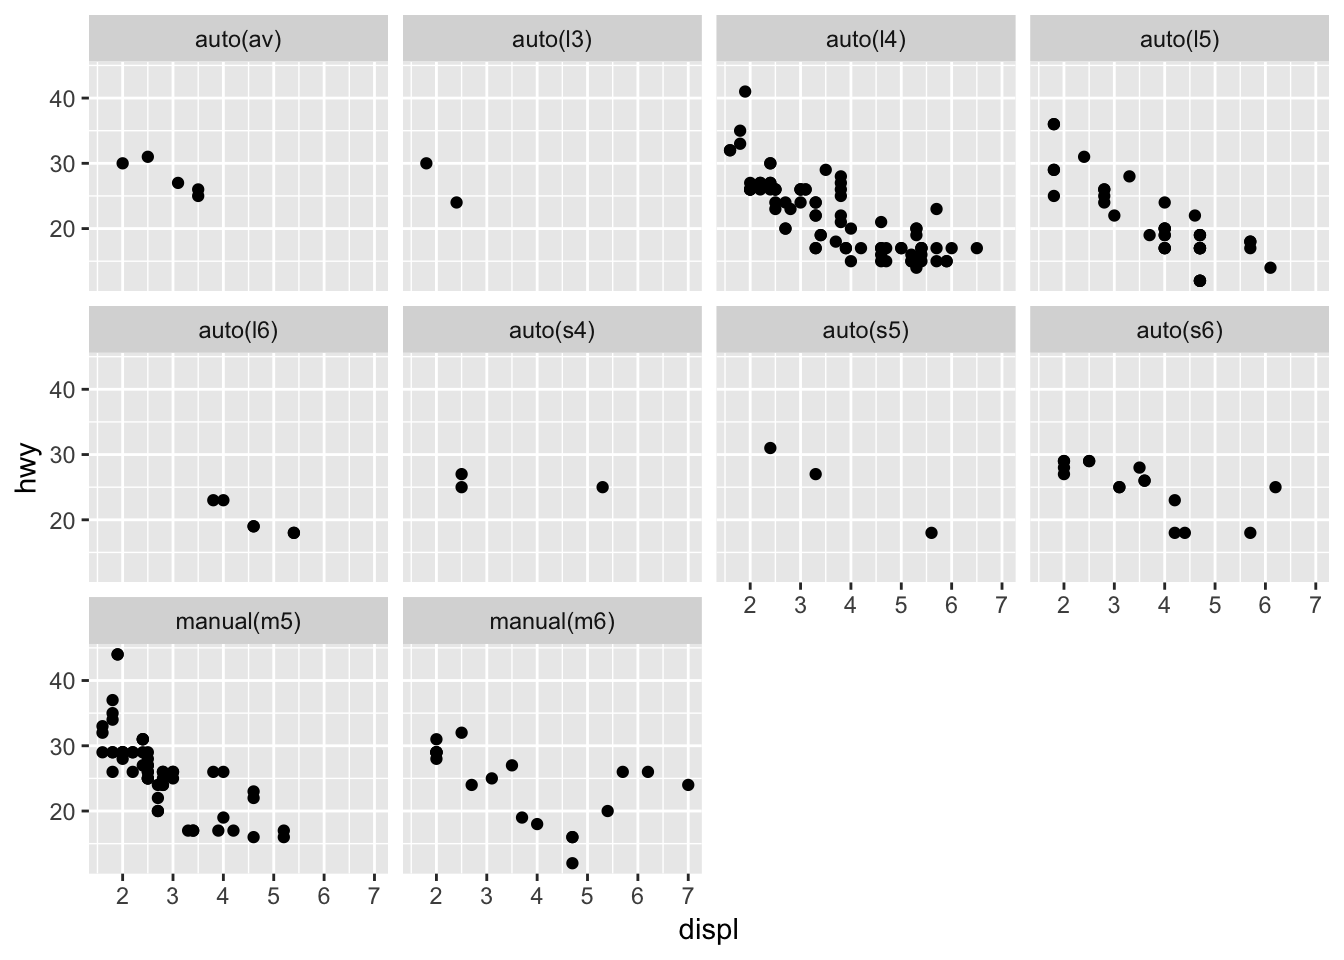 auto(av) auto(l3) auto(l4) auto(l5)
40
30
20
auto(l6) auto(s4) auto(s5) auto(s6)
40
30
20
2 3 4 5 6 7 2 3 4 5 6 7
manual(m5) manual(m6)
40
30
20
2 3 4 5 6 7 2 3 4 5 6 7
hwy
displ